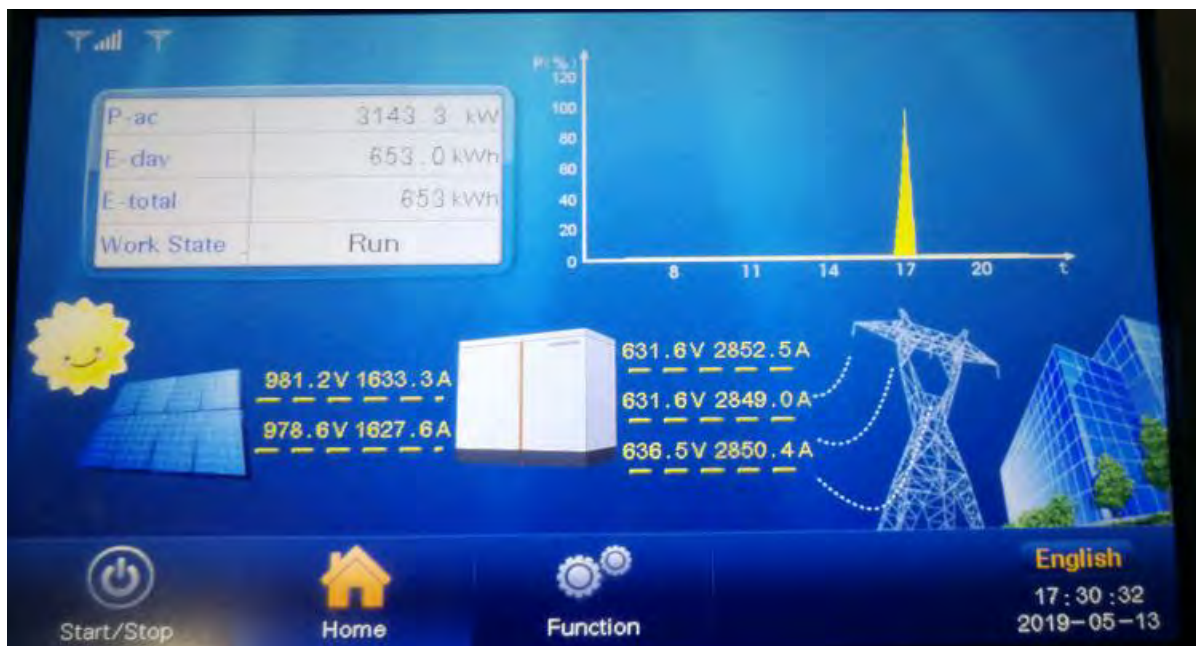 P(%)
120
100
80
60
40
20
0
8 11 14 17 20 t
P-ac 3143.3 kW
E-day 653.0 kWh
E-total 653 kWh
Work State Run
981.2V 1633.3A
978.6V 1627.6A
631.6V 2852.5A
631.6V 2849.0A
636.5V 2850.4A
Start/Stop
Home
Function
English
17:30:32
2019-05-13